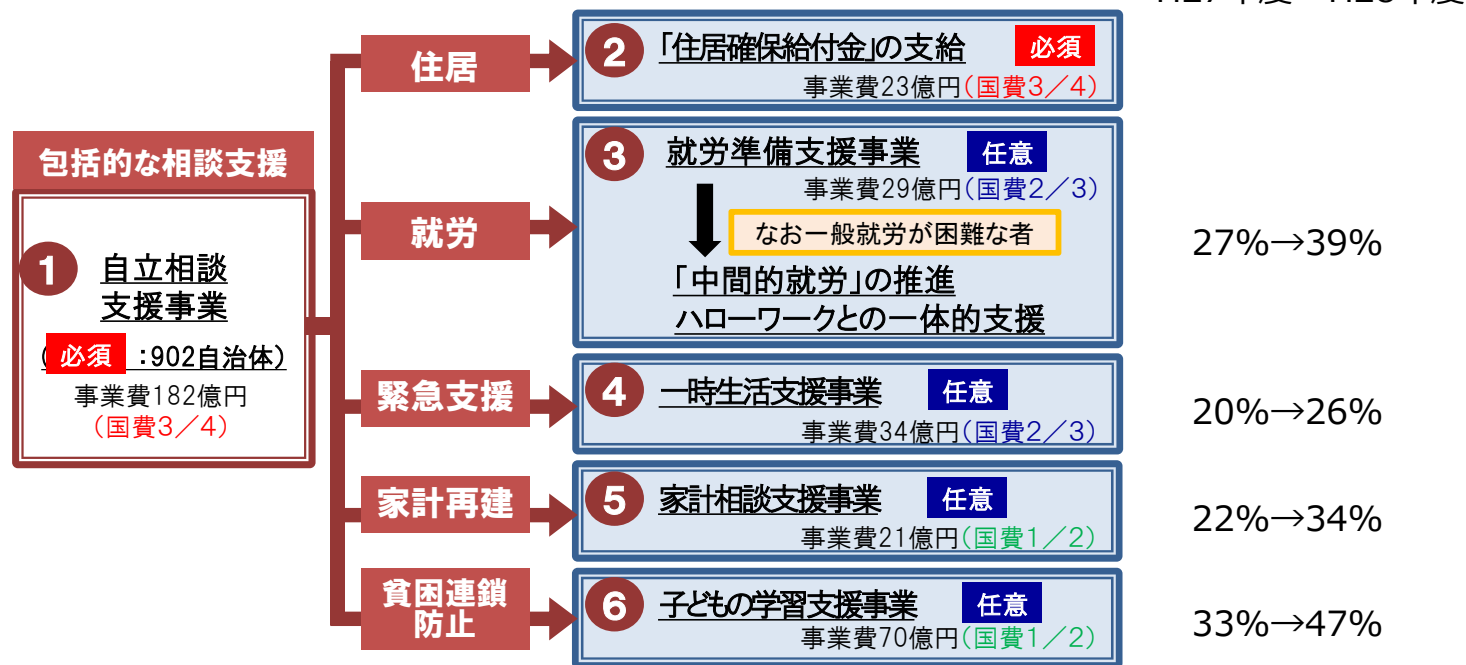 包括的な相談支援
1
自立相談
支援事業
(必須:902自治体)
事業費182億円
(国費3/4)
住居
2 「住居確保給付金」の支給 必須
事業費23億円(国費3/4)
就労
3 就労準備支援事業 任意
事業費29億円(国費2/3)
なお一般就労が困難な者
「中間的就労」の推進
ハローワークとの一体的支援
27%→39%
緊急支援
4 一時生活支援事業 任意
事業費34億円(国費2/3)
20%→26%
家計再建
5 家計相談支援事業 任意
事業費21億円(国費1/2)
22%→34%
貧困連鎖
防止
6 子どもの学習支援事業 任意
事業費70億円(国費1/2)
33%→47%